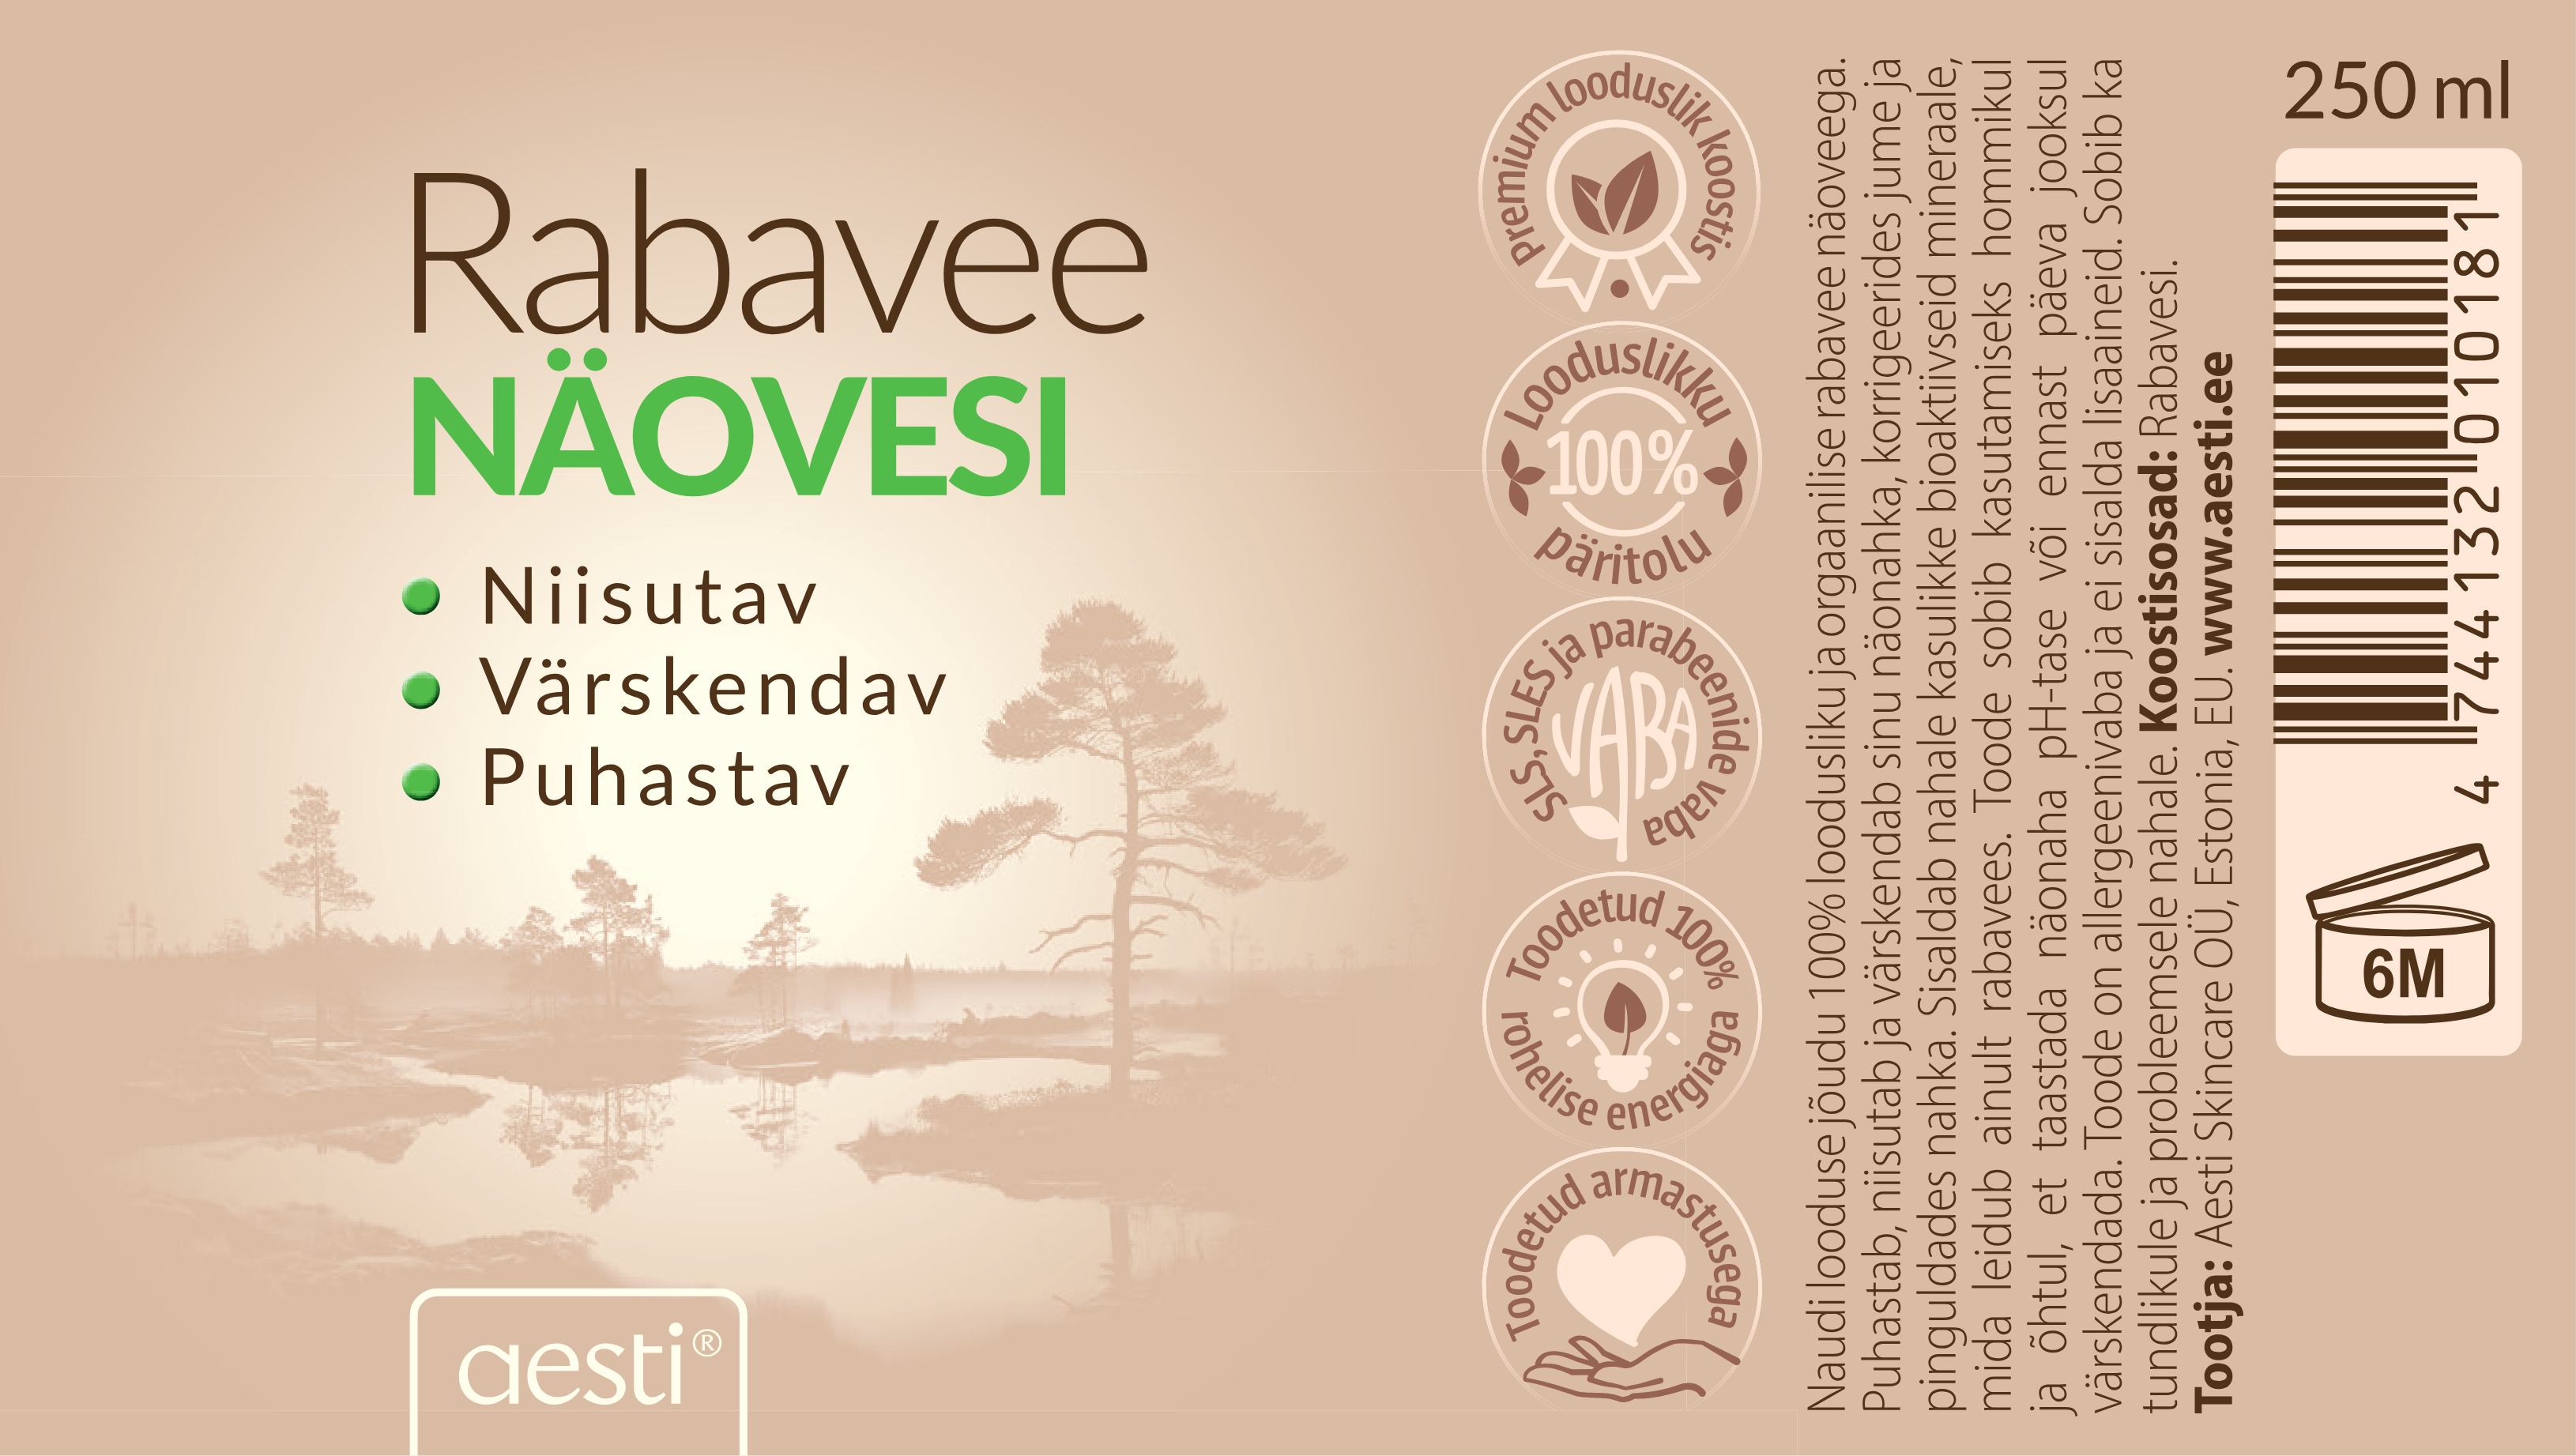 Rabavee
NÄOVESI
Niisutav
Värskendav
Puhastav
aesti®
Premium looduslik koostis
Looduslikku
100%
päritolu
SLS, SLES ja parabeenide vaba
VABA
Toodetud 100%
rohelise energiaga
Toodetud armastusega
Naudi looduse jõudu 100% loodusliku ja orgaanilise rabavee näoveega.
Puhastab, niisutab ja värskendab sinu näonahka, korrigeerides jume ja
pinguldades nahka. Sisaldab nahale kasulikke bioaktiivseid mineraale,
mida leidub ainult rabavees. Toode sobib kasutamiseks hommikul
ja õhtul, et taastada näonaha pH-tase või ennast päeva jooksul
värskendada. Toode on allergeenivaba ja ei sisalda lisaaineid. Sobib ka
tundlikule ja probleemsele nahale. Koostisosad: Rabavesi.
Tootja: Aesti Skincare OÜ, Estonia, EU. www.aesti.ee
250 ml
4 744132 010181
6M